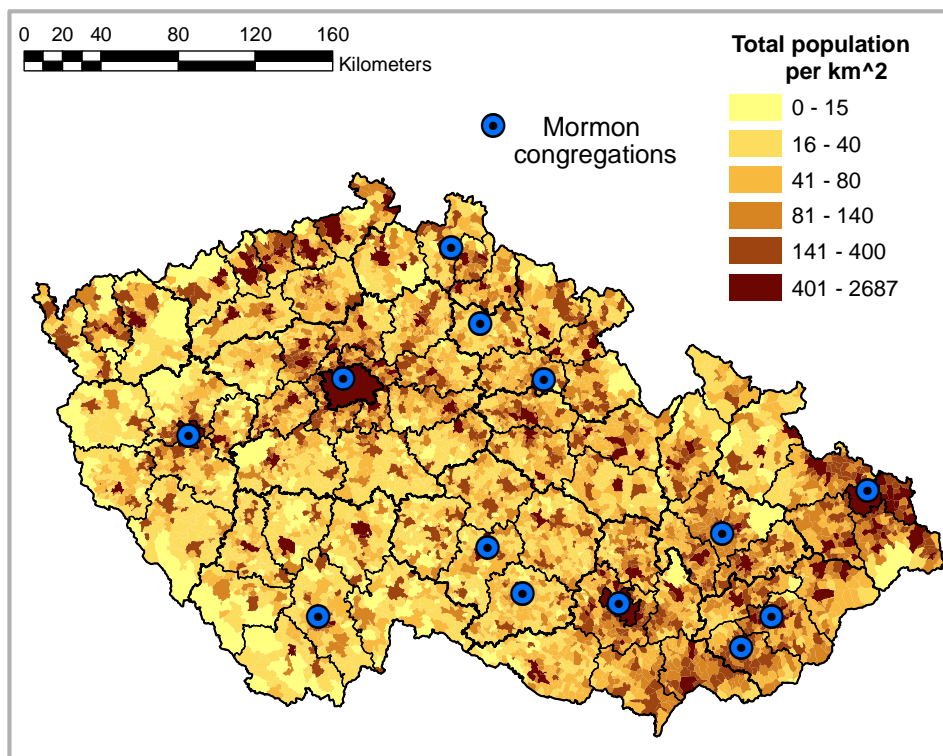 0 20 40 80 120 160
Kilometers
Total population
per km^2
0 - 15
16 - 40
41 - 80
81 - 140
141 - 400
401 - 2687
Mormon
congregations